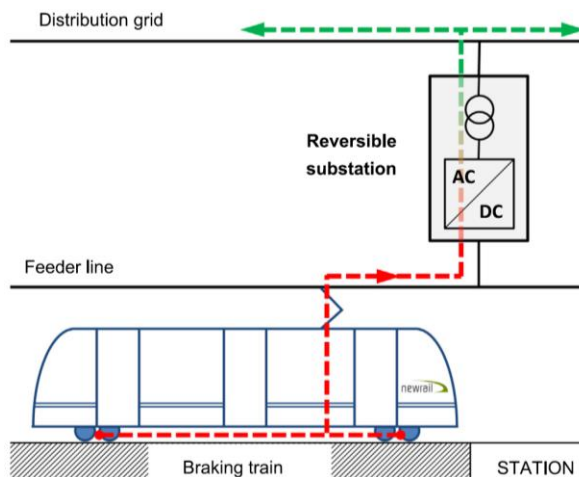 Distribution grid
Reversible
substation
AC
DC
Feeder line
newrail
Braking train
STATION